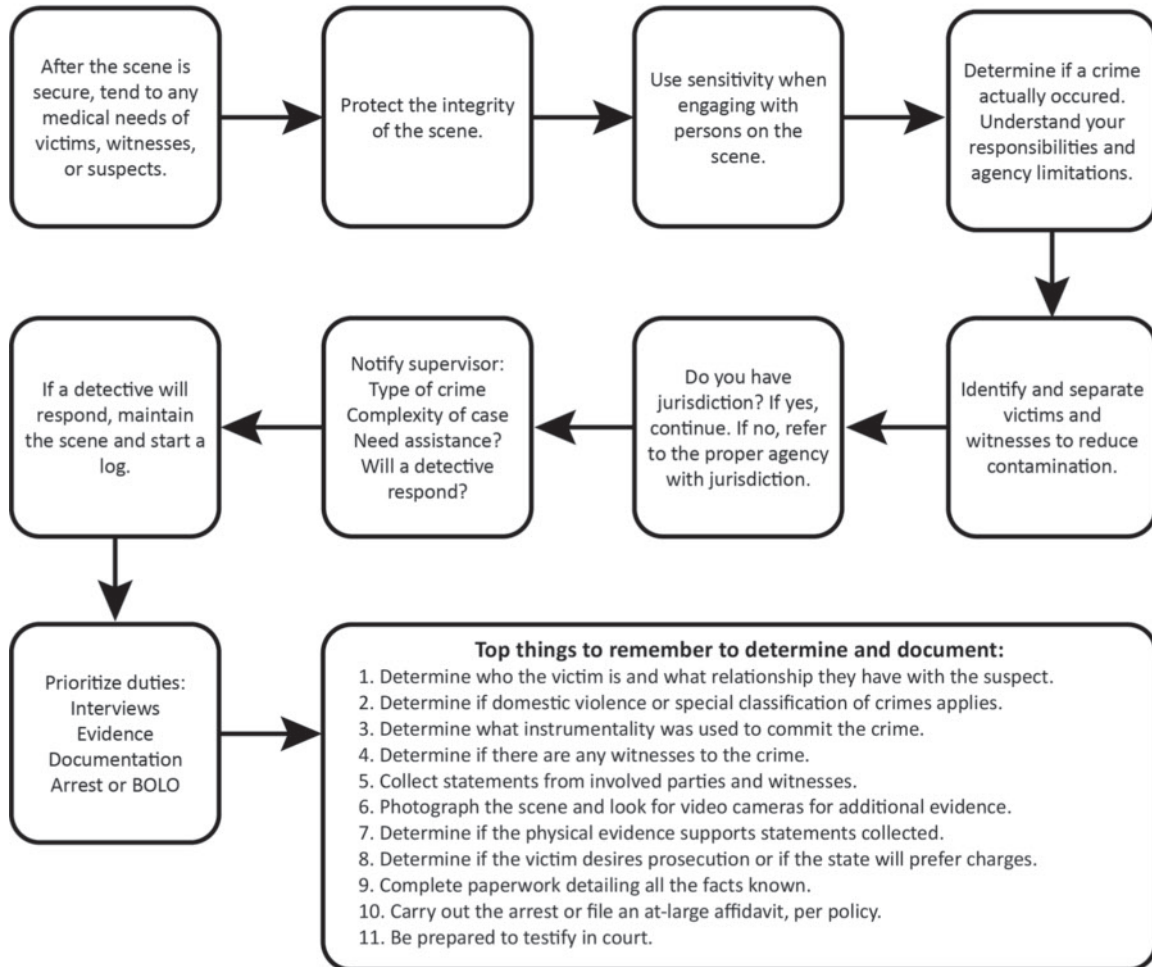 After the scene is
secure, tend to any
medical needs of
victims, witnesses,
or suspects.
Protect the integrity
of the scene.
Use sensitivity when
engaging with
persons on the
scene.
Determine if a crime
actually occured.
Understand your
responsibilities and
agency limitations.
Identify and separate
victims and
witnesses to reduce
contamination.
Do you have
jurisdiction? If yes,
continue. If no, refer
to the proper agency
with jurisdiction.
Notify supervisor:
Type of crime
Complexity of case
Need assistance?
Will a detective
respond?
If a detective will
respond, maintain
the scene and start a
log.
Prioritize duties:
Interviews
Evidence
Documentation
Arrest or BOLO
Top things to remember to determine and document:
1. Determine who the victim is and what relationship they have with the suspect.
2. Determine if domestic violence or special classification of crimes applies.
3. Determine what instrumentality was used to commit the crime.
4. Determine if there are any witnesses to the crime.
5. Collect statements from involved parties and witnesses.
6. Photograph the scene and look for video cameras for additional evidence.
7. Determine if the physical evidence supports statements collected.
8. Determine if the victim desires prosecution or if the state will prefer charges.
9. Complete paperwork detailing all the facts known.
10. Carry out the arrest or file an at-large affidavit, per policy.
11. Be prepared to testify in court.